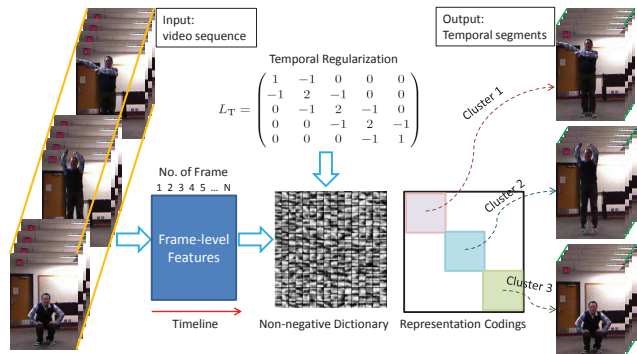 Input:
video sequence
Output:
Temporal segments
Temporal Regularization
L_T = 
1 −1 0 0 0
−1 2 −1 0 0
0 −1 2 −1 0
0 0 −1 2 −1
0 0 0 −1 1
No. of Frame
1 2 3 4 5 ... N
Frame-level
Features
Timeline
Non-negative Dictionary
Representation Codings
Cluster 1
Cluster 2
Cluster 3